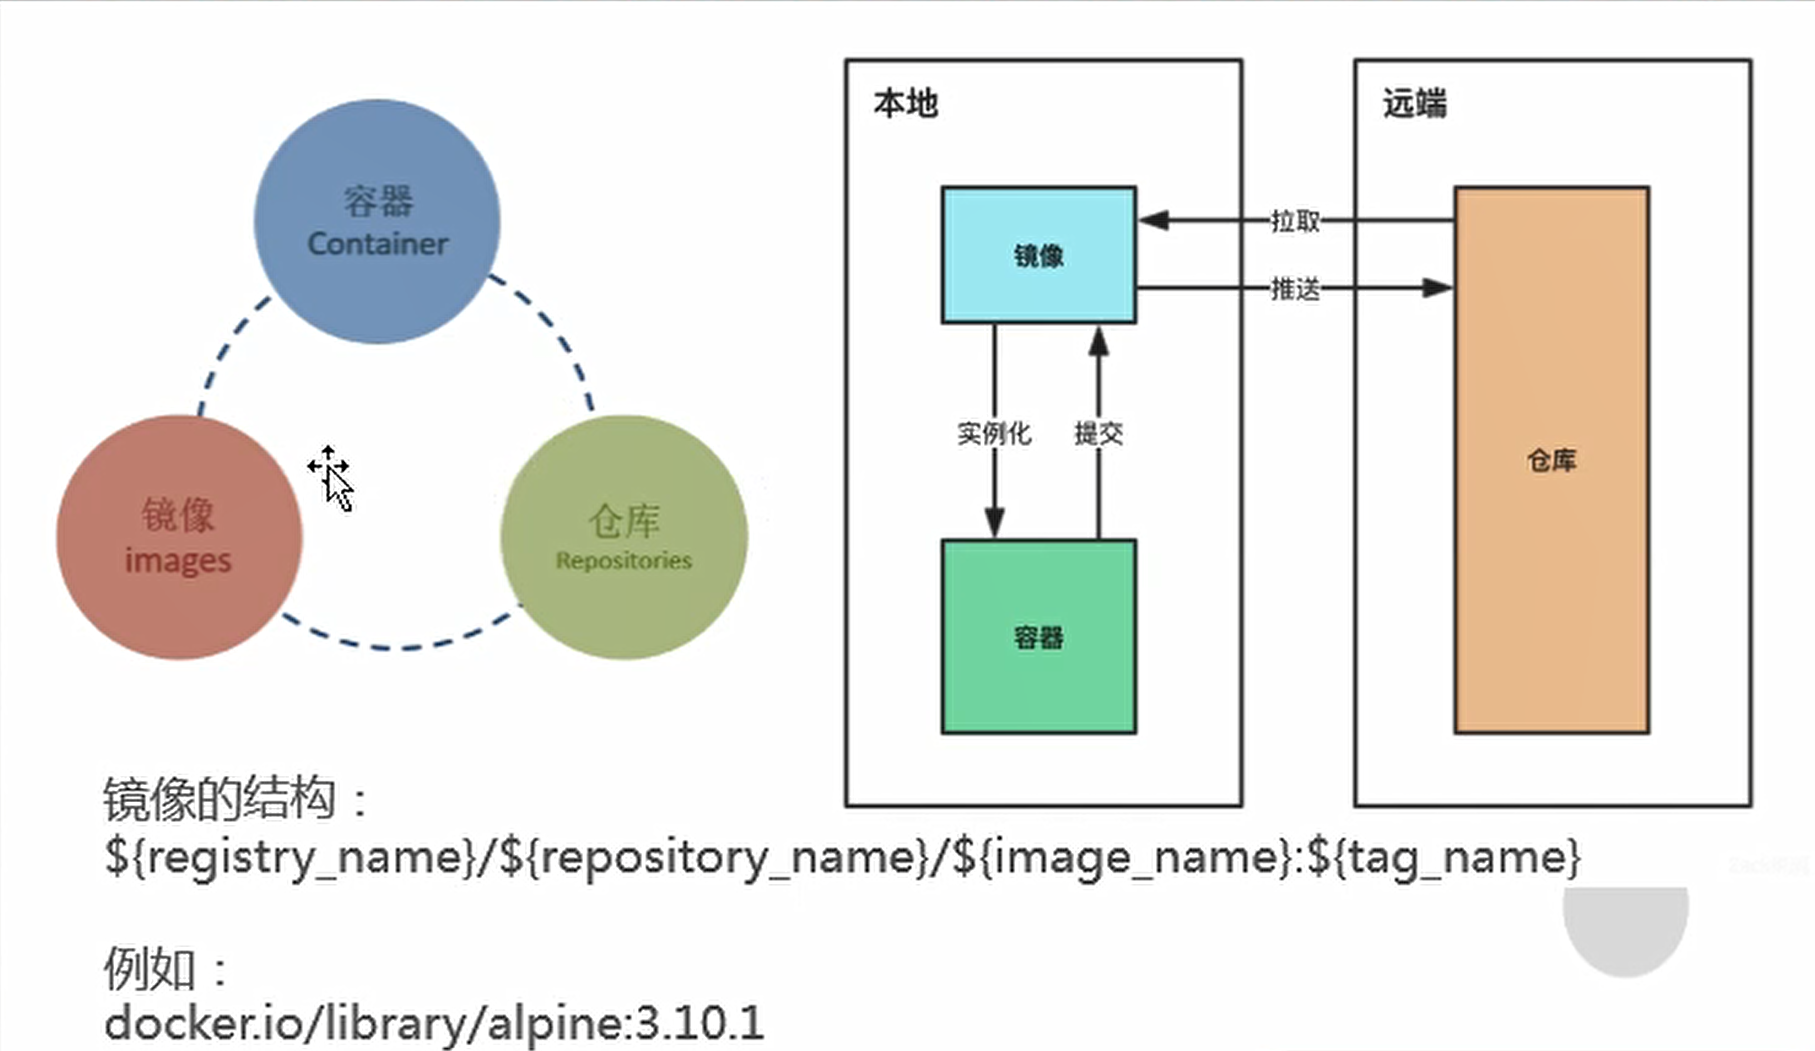 容器
Container
镜像
images
仓库
Repositories
本地
远端
镜像
拉取
推送
实例化
提交
仓库
容器
镜像的结构：
${registry_name}/${repository_name}/${image_name}:${tag_name}
例如：
docker.io/library/alpine:3.10.1